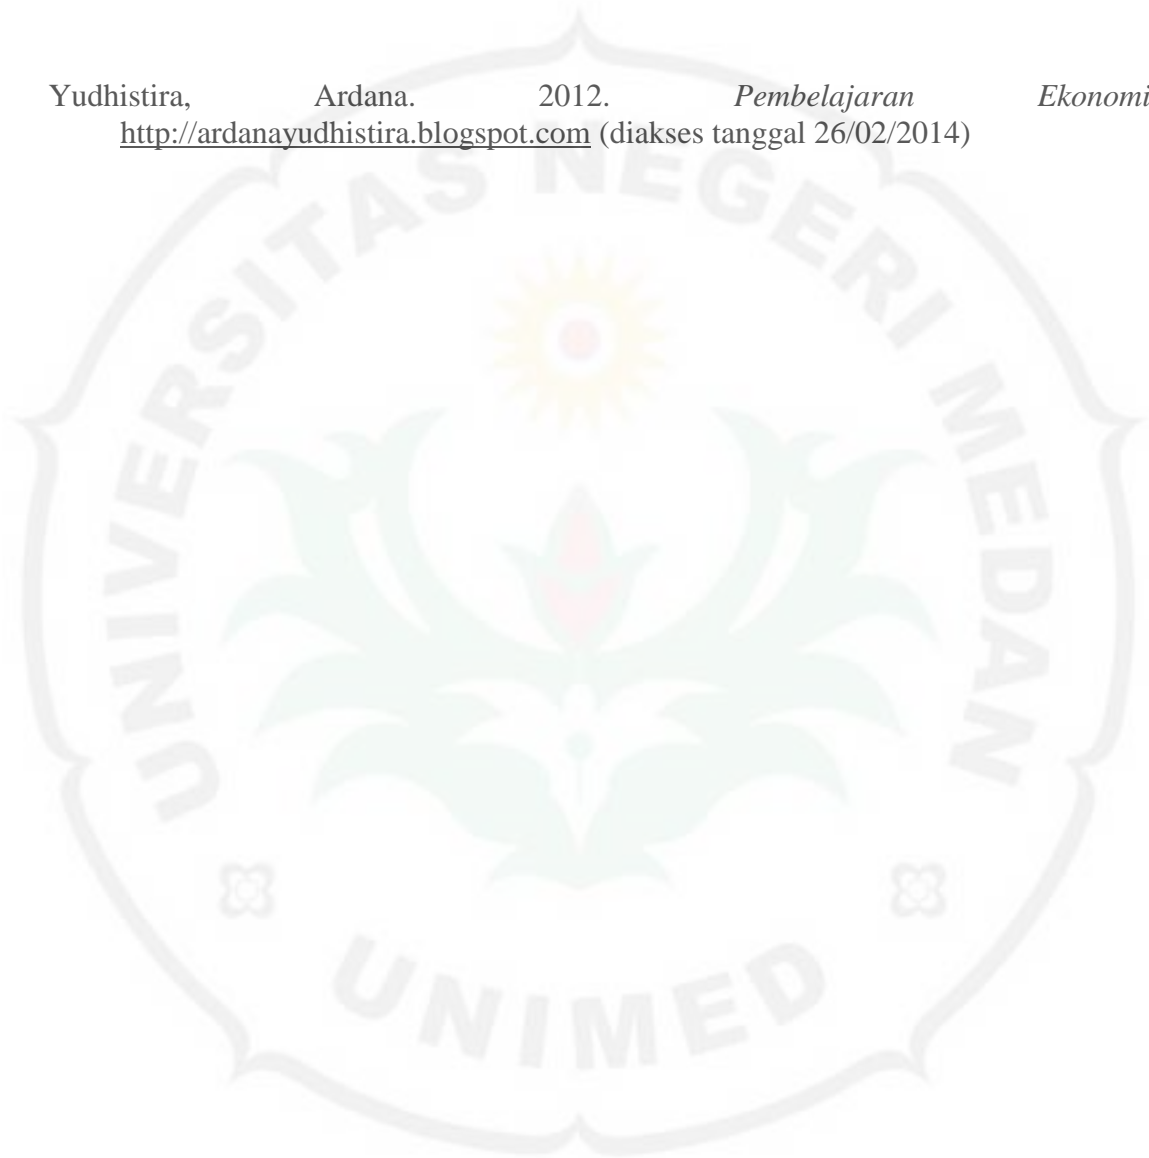 Yudhistira, Ardana. 2012. Pembelajaran Ekonomi
http://ardanayudhistira.blogspot.com (diakses tanggal 26/02/2014)
UNIVERSITAS NEGERI MEDAN
UNIMED